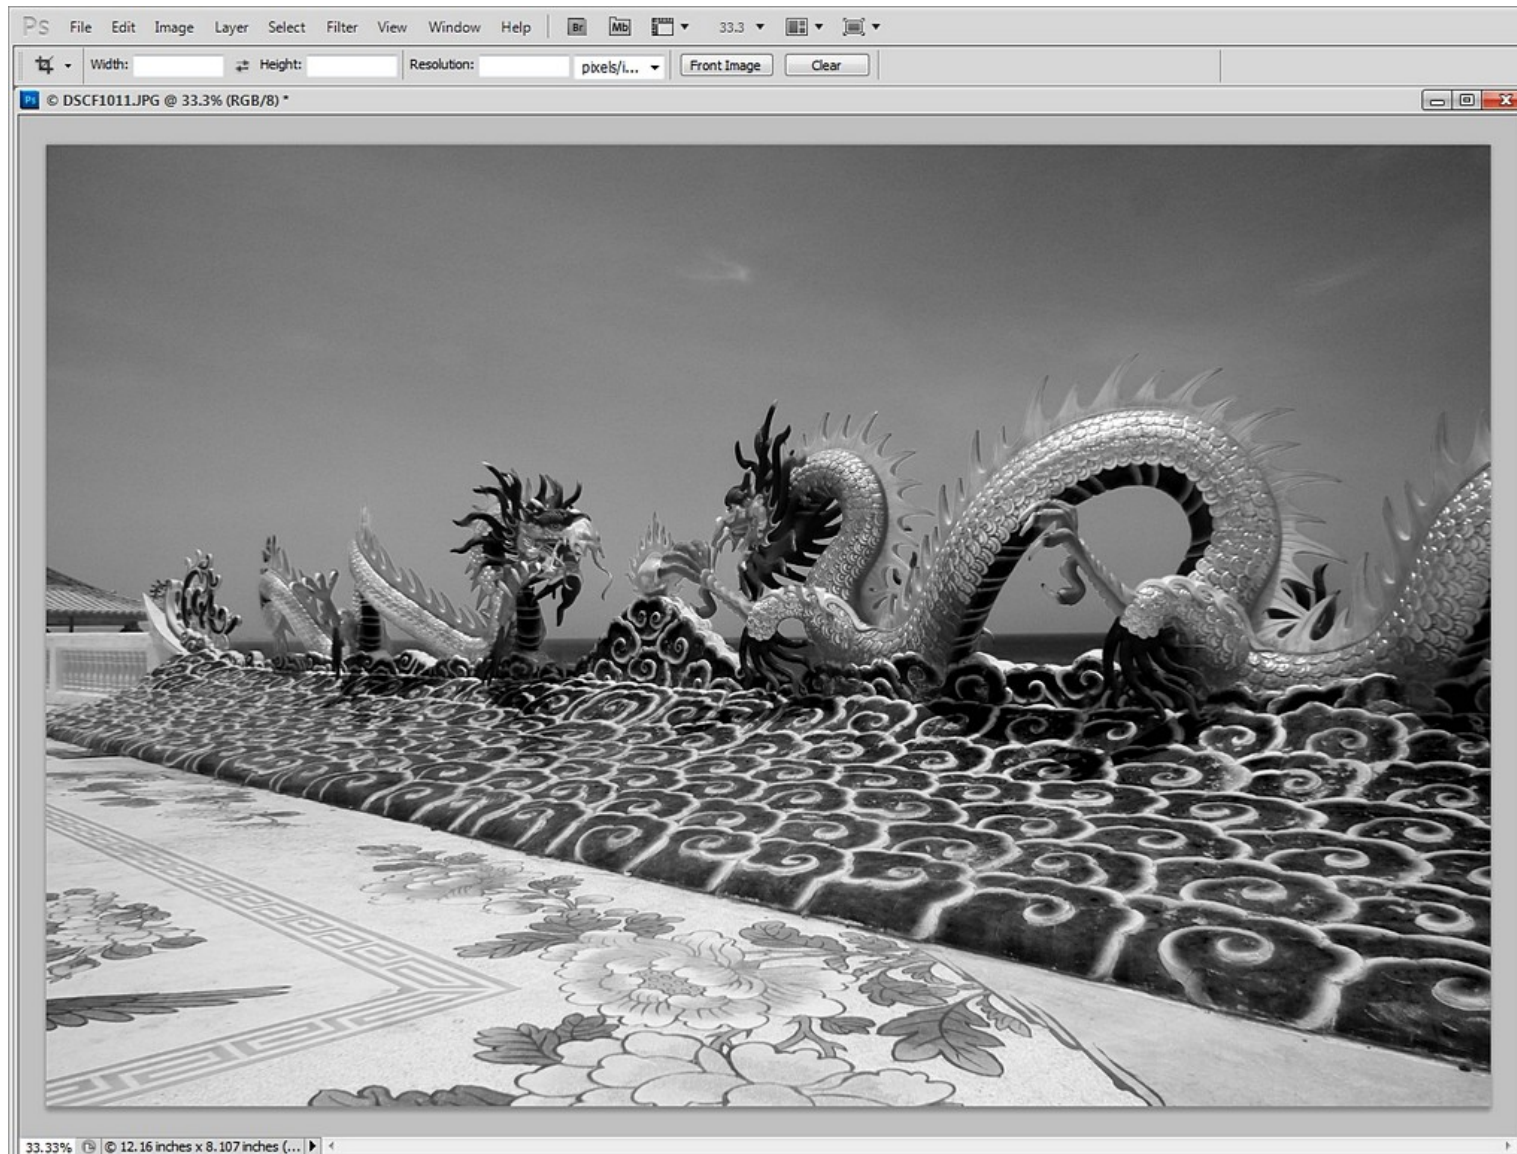 Ps File Edit Image Layer Select Filter View Window Help Br Mb 33.3
Width: Height: Resolution: pixels/i... Front Image Clear
Ps © DSCF1011.JPG @ 33.3% (RGB/8) *
33.33% © 12.16 inches x 8.107 inches (...